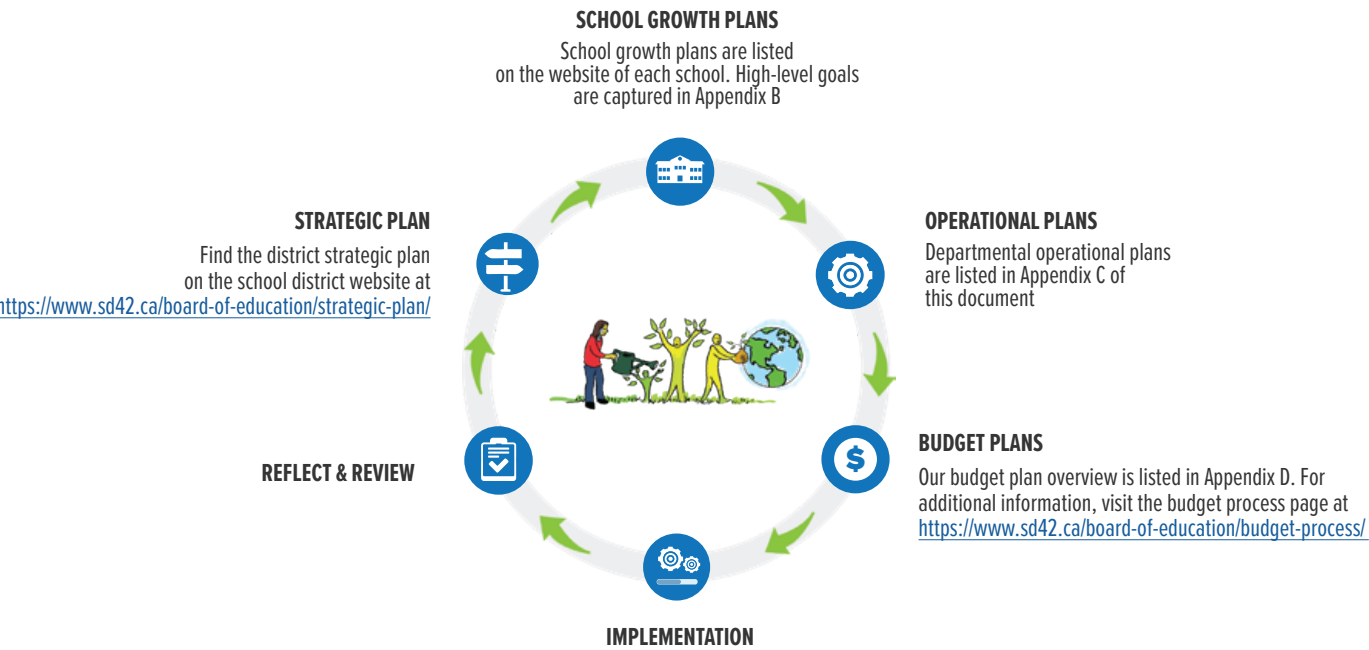 SCHOOL GROWTH PLANS
School growth plans are listed
on the website of each school. High-level goals
are captured in Appendix B
STRATEGIC PLAN
Find the district strategic plan
on the school district website at
https://www.sd42.ca/board-of-education/strategic-plan/
OPERATIONAL PLANS
Departmental operational plans
are listed in Appendix C of
this document
REFLECT & REVIEW
$
BUDGET PLANS
Our budget plan overview is listed in Appendix D. For
additional information, visit the budget process page at
https://www.sd42.ca/board-of-education/budget-process/
IMPLEMENTATION